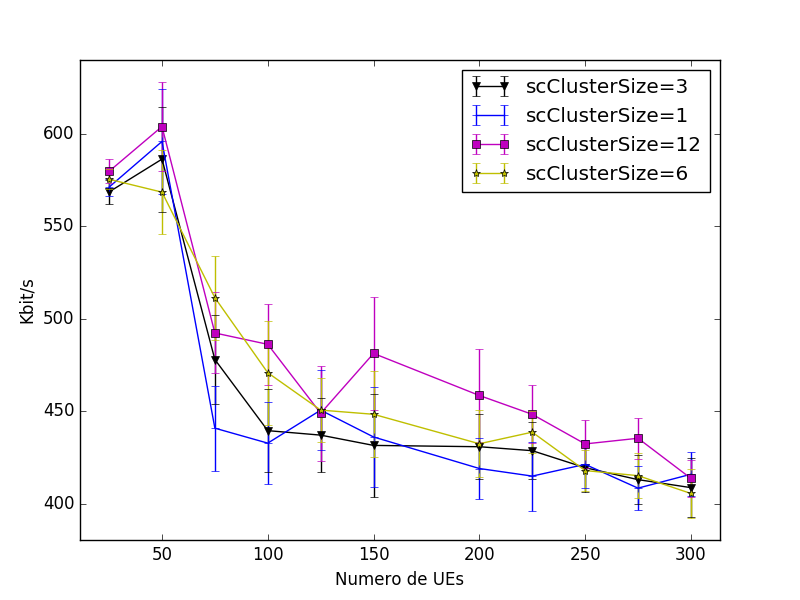 scClusterSize=3
scClusterSize=1
scClusterSize=12
scClusterSize=6
600
550
500
450
400
Kbit/s
50 100 150 200 250 300
Numero de UEs